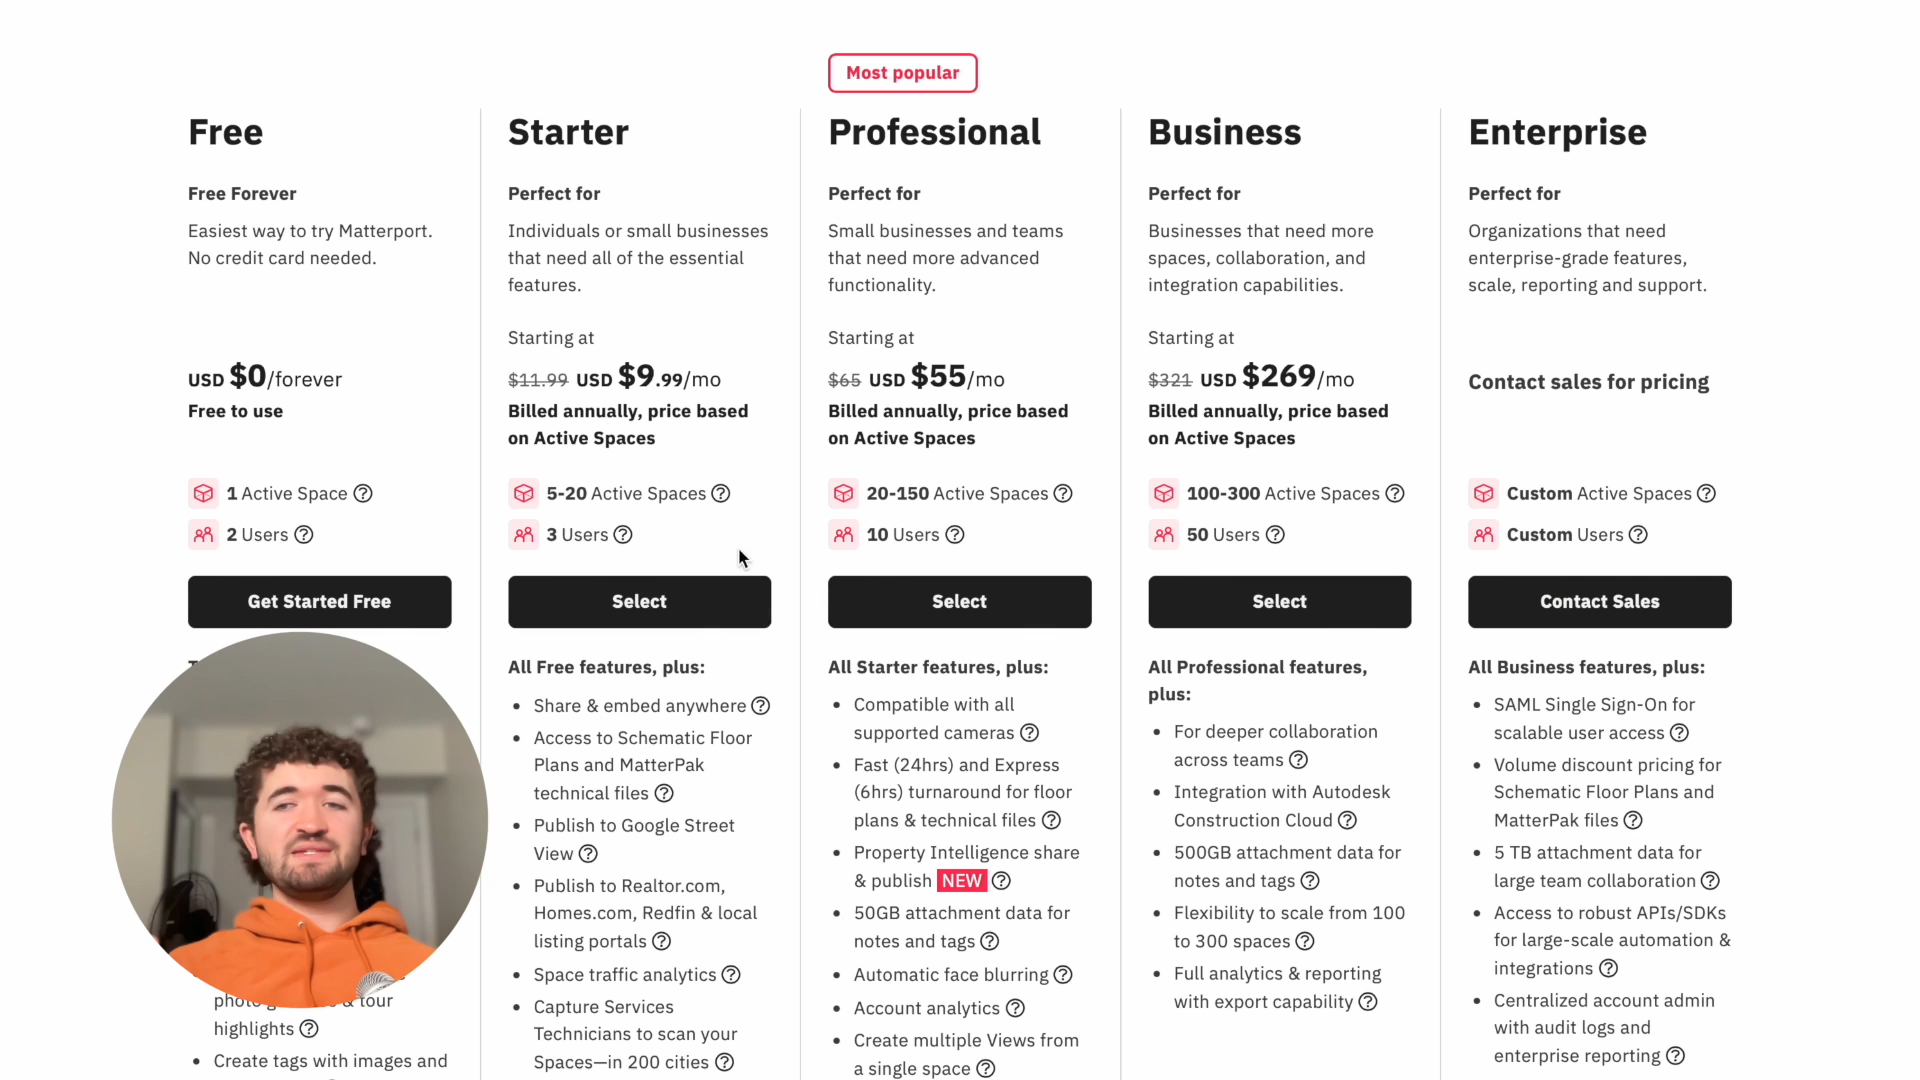 Most popular
Free
Free Forever
Easiest way to try Matterport.
No credit card needed.
USD $0/forever
Free to use
1 Active Space ?
2 Users ?
Get Started Free
photo
& tour
highlights ?
Create tags with images and
Starter
Perfect for
Individuals or small businesses
that need all of the essential
features.
Starting at
$11.99 USD $9.99/mo
Billed annually, price based
on Active Spaces
5-20 Active Spaces ?
3 Users ?
Select
All Free features, plus:
• Share & embed anywhere ?
• Access to Schematic Floor
Plans and MatterPak
technical files ?
• Publish to Google Street
View ?
• Publish to Realtor.com,
Homes.com, Redfin & local
listing portals ?
• Space traffic analytics ?
• Capture Services
Technicians to scan your
Spaces—in 200 cities ?
Professional
Perfect for
Small businesses and teams
that need more advanced
functionality.
Starting at
$65 USD $55/mo
Billed annually, price based
on Active Spaces
20-150 Active Spaces ?
10 Users ?
Select
All Starter features, plus:
• Compatible with all
supported cameras ?
• Fast (24hrs) and Express
(6hrs) turnaround for floor
plans & technical files ?
• Property Intelligence share
& publish NEW ?
• 50GB attachment data for
notes and tags ?
• Automatic face blurring ?
• Account analytics ?
• Create multiple Views from
a single space ?
Business
Perfect for
Businesses that need more
spaces, collaboration, and
integration capabilities.
Starting at
$321 USD $269/mo
Billed annually, price based
on Active Spaces
100-300 Active Spaces ?
50 Users ?
Select
All Professional features,
plus:
• For deeper collaboration
across teams ?
• Integration with Autodesk
Construction Cloud ?
• 500GB attachment data for
notes and tags ?
• Flexibility to scale from 100
to 300 spaces ?
• Full analytics & reporting
with export capability ?
Enterprise
Perfect for
Organizations that need
enterprise-grade features,
scale, reporting and support.
Contact sales for pricing
Custom Active Spaces ?
Custom Users ?
Contact Sales
All Business features, plus:
• SAML Single Sign-On for
scalable user access ?
• Volume discount pricing for
Schematic Floor Plans and
MatterPak files ?
• 5 TB attachment data for
large team collaboration ?
• Access to robust APIs/SDKs
for large-scale automation &
integrations ?
• Centralized account admin
with audit logs and
enterprise reporting ?